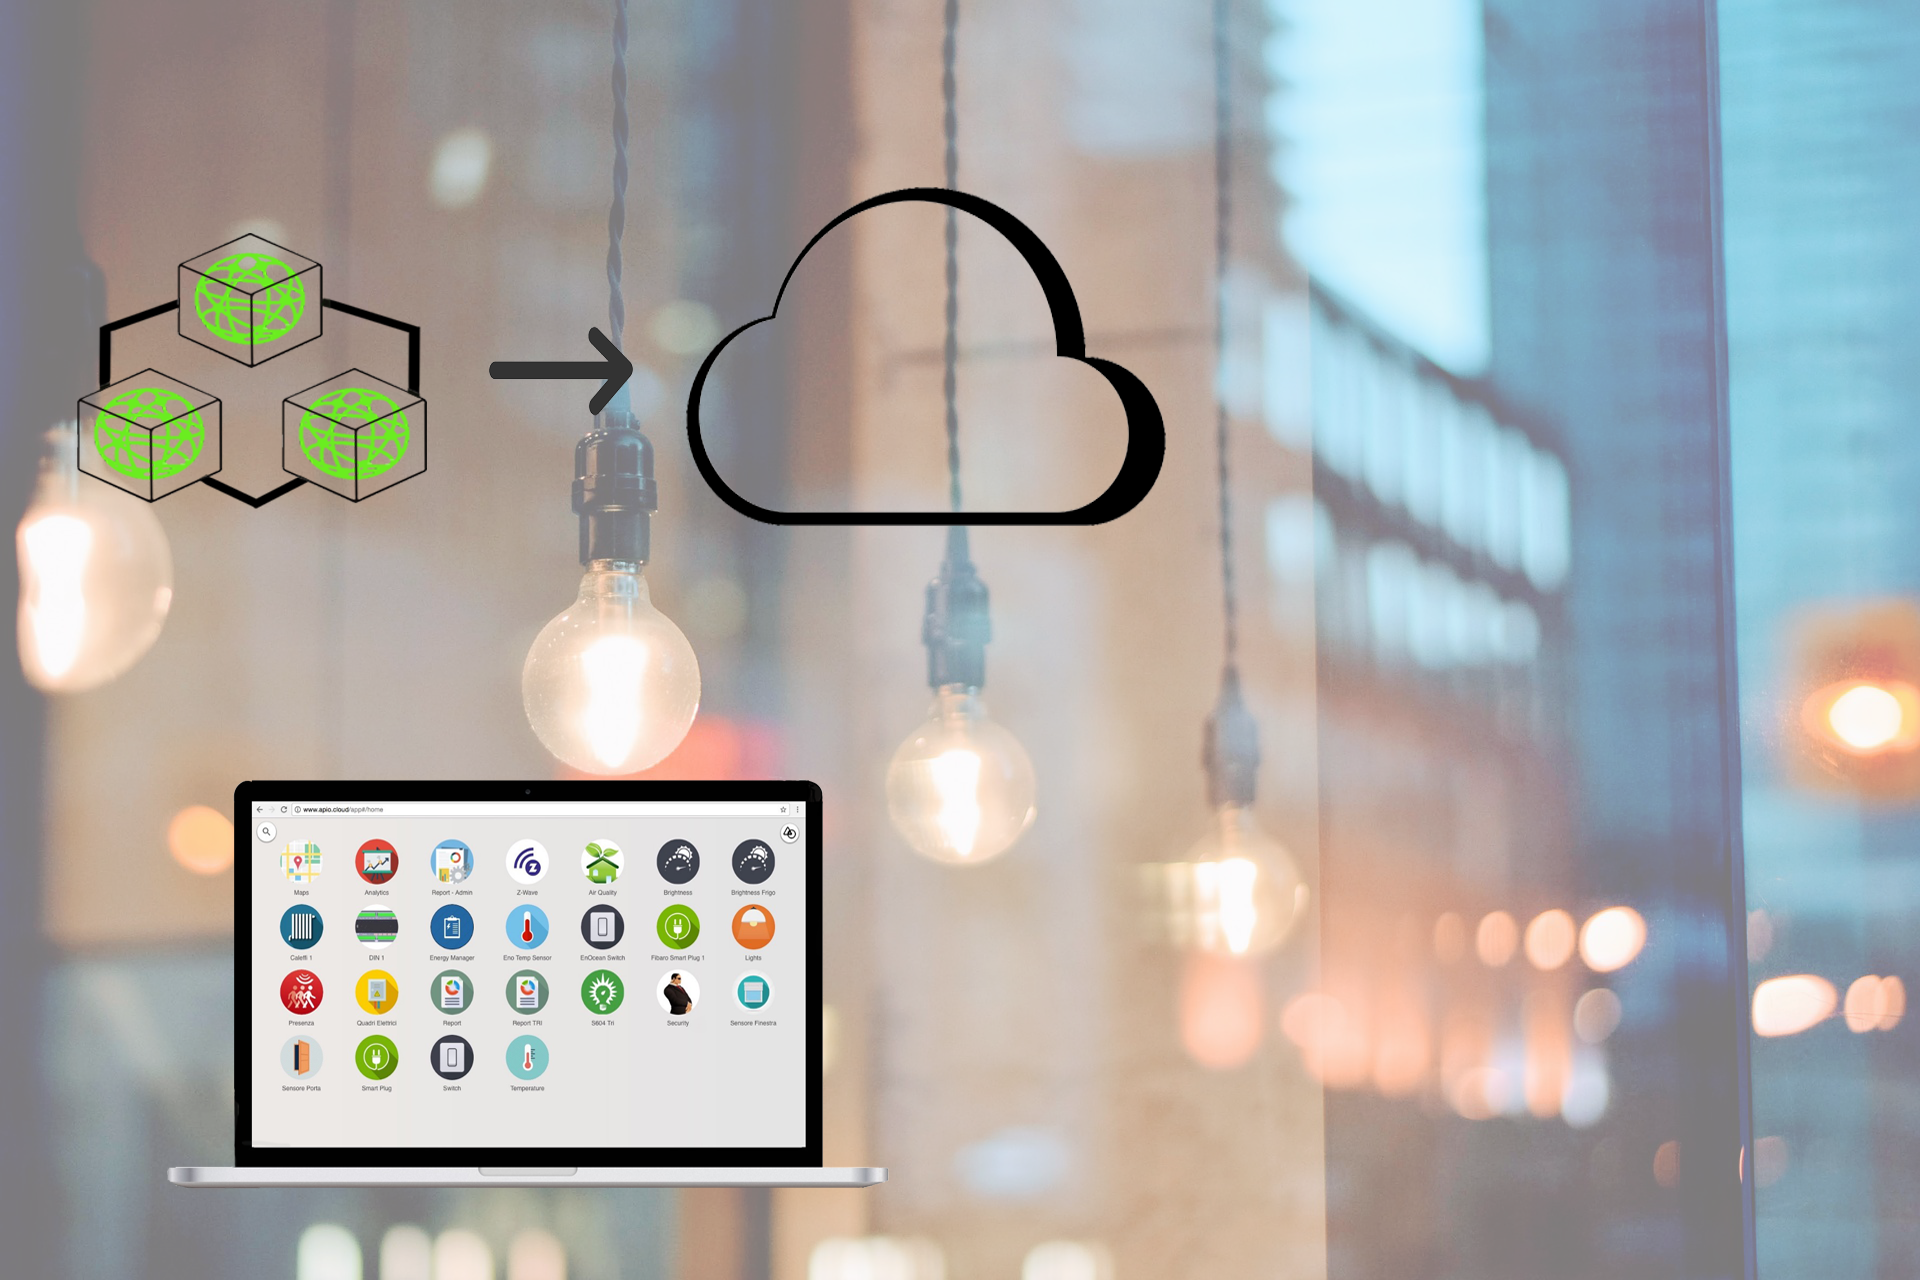 www.apio.cloud/app#/home
Maps
Analytics
Report - Admin
Z-Wave
Air Quality
Brightness
Brightness Frigo
Caleffi 1
DIN 1
Energy Manager
Eno Temp Sensor
EnOcean Switch
Fibaro Smart Plug 1
Lights
Presenza
Quadri Elettrici
Report
Report TRI
S604 Tri
Security
Sensore Finestra
Sensore Porta
Smart Plug
Switch
Temperature